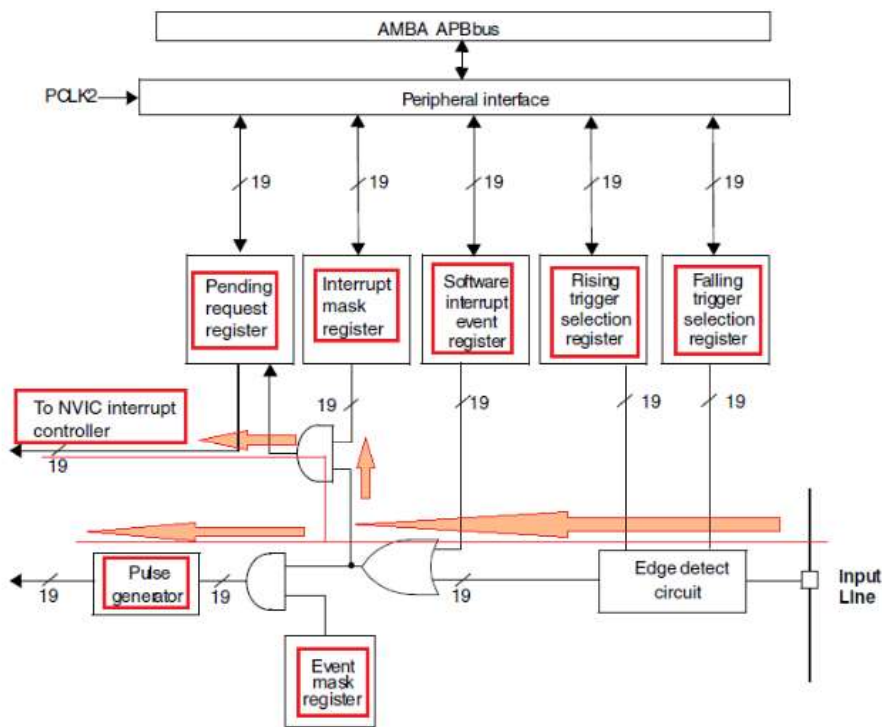 AMBA APB bus
PCLK2
Peripheral interface
19
19
19
19
19
Pending
request
register
Interrupt
mask
register
Software
interrupt
event
register
Rising
trigger
selection
register
Falling
trigger
selection
register
To NVIC interrupt
controller
19
19
19
19
19
Pulse
generator
19
19
19
Edge detect
circuit
Input
Line
Event
mask
register